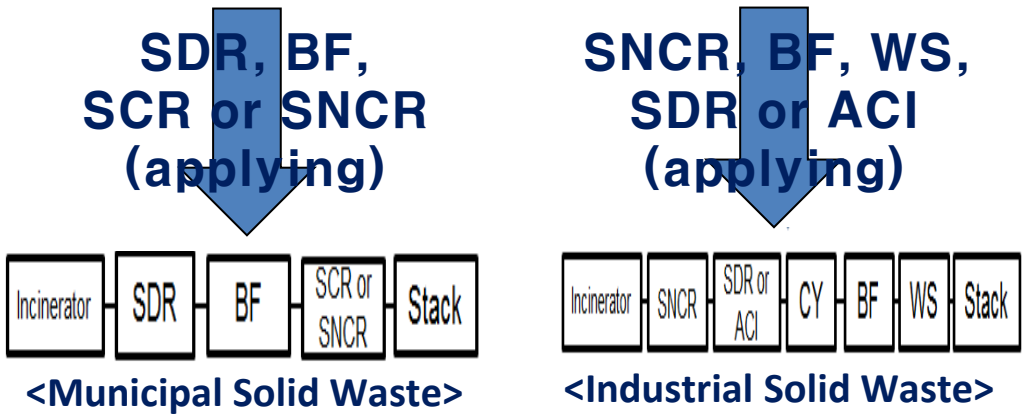 SDR, BF,
SCR or SNCR
(applying)
Incinerator
SDR
BF
SCR or
SNCR
Stack
<Municipal Solid Waste>
SNCR, BF, WS,
SDR or ACI
(applying)
Incinerator
SNCR
SDR or
ACI
CY
BF
WS
Stack
<Industrial Solid Waste>